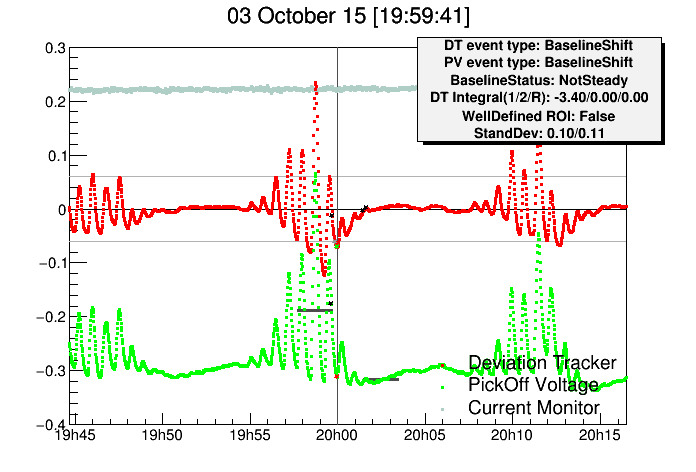 03 October 15 [19:59:41]
DT event type: BaselineShift
PV event type: BaselineShift
BaselineStatus: NotSteady
DT Integral(1/2/R): -3.40/0.00/0.00
WellDefined ROI: False
StandDev: 0.10/0.11
0.3
0.2
0.1
0
−0.1
−0.2
−0.3
−0.4
Deviation Tracker
PickOff Voltage
Current Monitor
19h45 19h50 19h55 20h00 20h05 20h10 20h15